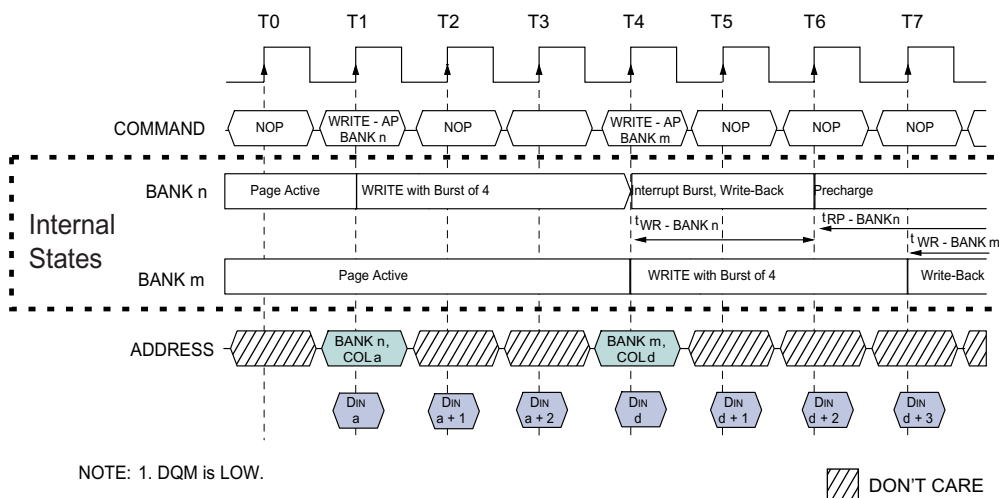 T0 T1 T2 T3 T4 T5 T6 T7
COMMAND
NOP
WRITE - AP
BANK n
NOP
WRITE - AP
BANK m
NOP
NOP
NOP
Internal
States
BANK n
Page Active
WRITE with Burst of 4
Interrupt Burst, Write-Back
Precharge
tWR - BANK n
tRP - BANK n
tWR - BANK m
BANK m
Page Active
WRITE with Burst of 4
Write-Back
ADDRESS
BANK n,
COL a
BANK m,
COL d
DIN
a
DIN
a + 1
DIN
a + 2
DIN
d
DIN
d + 1
DIN
d + 2
DIN
d + 3
NOTE: 1. DQM is LOW.
DON'T CARE